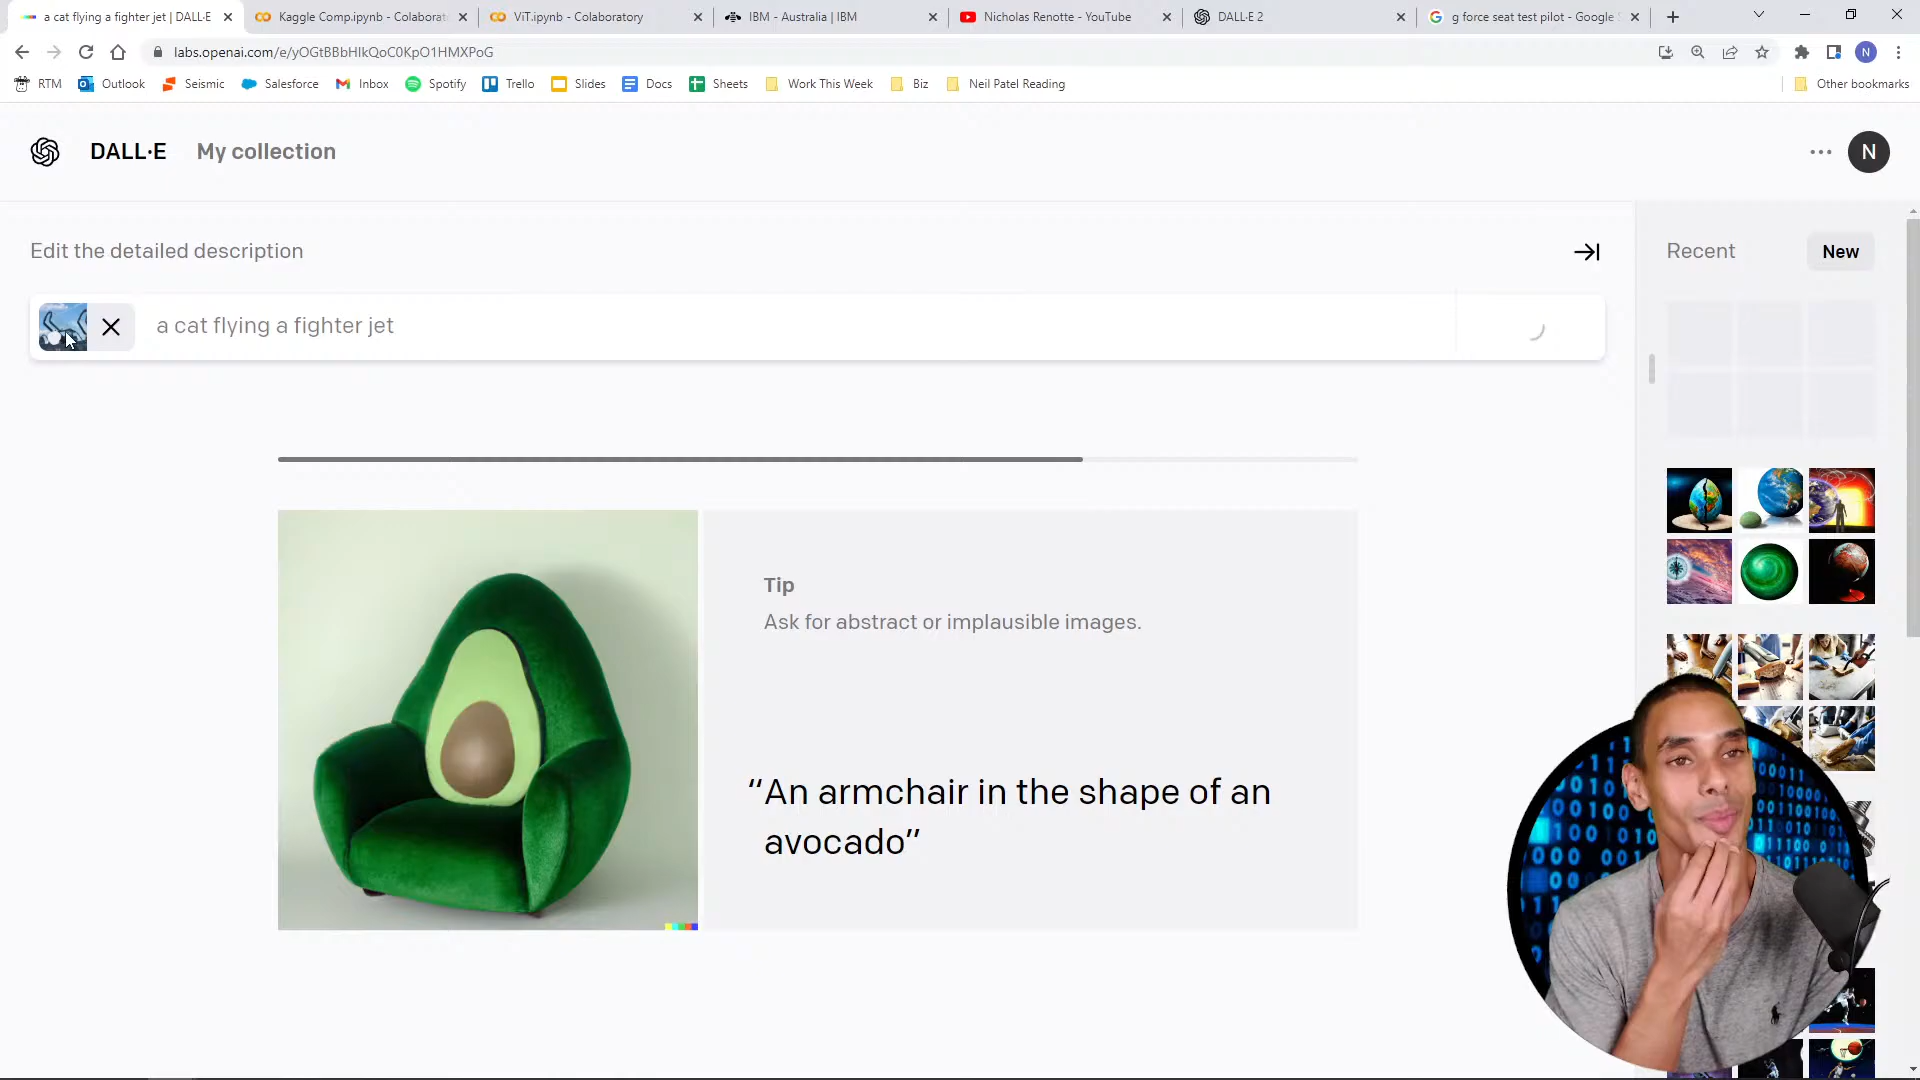 a cat flying a fighter jet | DALL·E
Kaggle Comp.ipynb - Colaborat
ViT.ipynb - Colaboratory
IBM - Australia | IBM
Nicholas Renotte - YouTube
DALL·E 2
g force seat test pilot - Google S
labs.openai.com/e/yOGtBBbHlkQoC0KpO1HMXPoG
N
RTM
Outlook
Seismic
Salesforce
Inbox
Spotify
Trello
Slides
Docs
Sheets
Work This Week
Biz
Neil Patel Reading
Other bookmarks
DALL·E
My collection
N
Edit the detailed description
Recent
New
a cat flying a fighter jet
Tip
Ask for abstract or implausible images.
“An armchair in the shape of an
avocado”